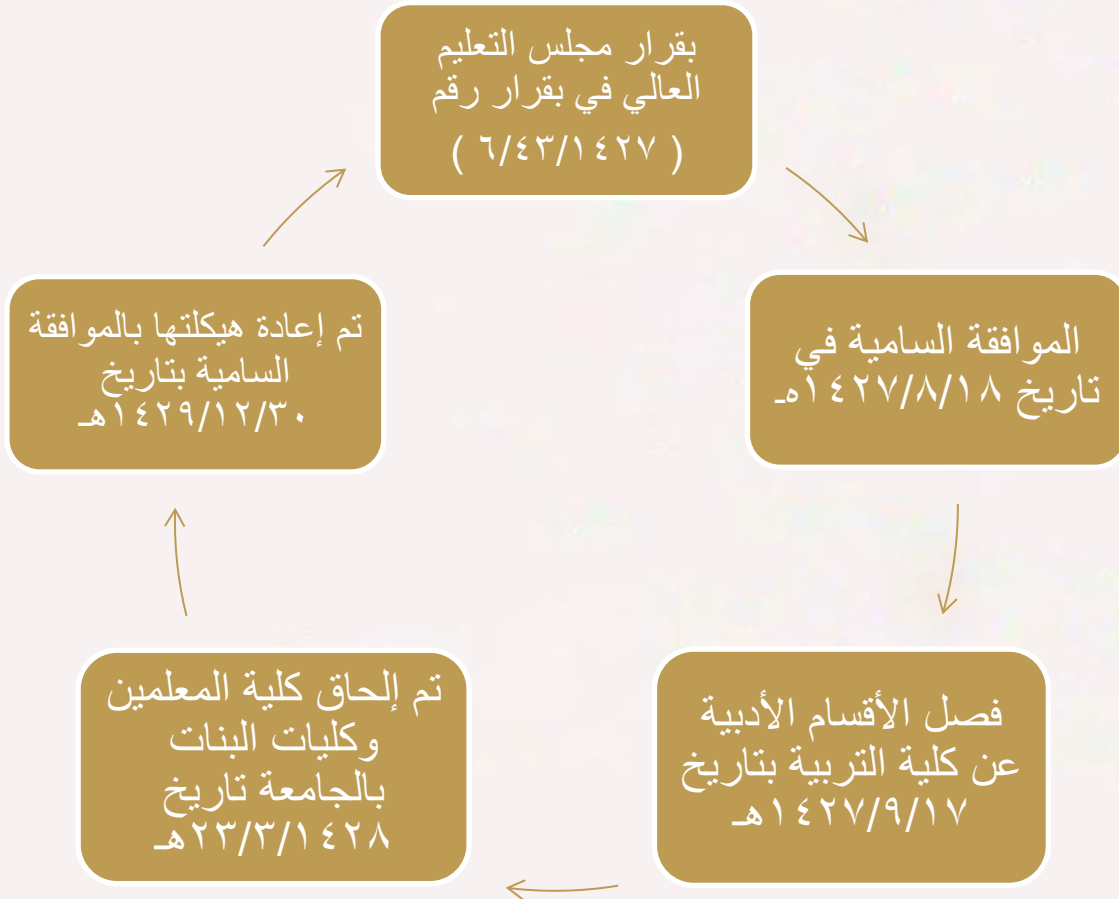 بقرار مجلس التعليم
العالي في بقرار رقم
( ٦/٤٣/١٤٢٧ )
الموافقة السامية في
تاريخ ١٤٢٧/٨/١٨هـ
فصل الأقسام الأدبية
عن كلية التربية بتاريخ
١٤٢٧/٩/١٧هـ
تم إلحاق كلية المعلمين
وكليات البنات
بالجامعة تاريخ
٢٣/٣/١٤٢٨هـ
تم إعادة هيكلتها بالموافقة
السامية بتاريخ
١٤٢٩/١٢/٣٠هـ